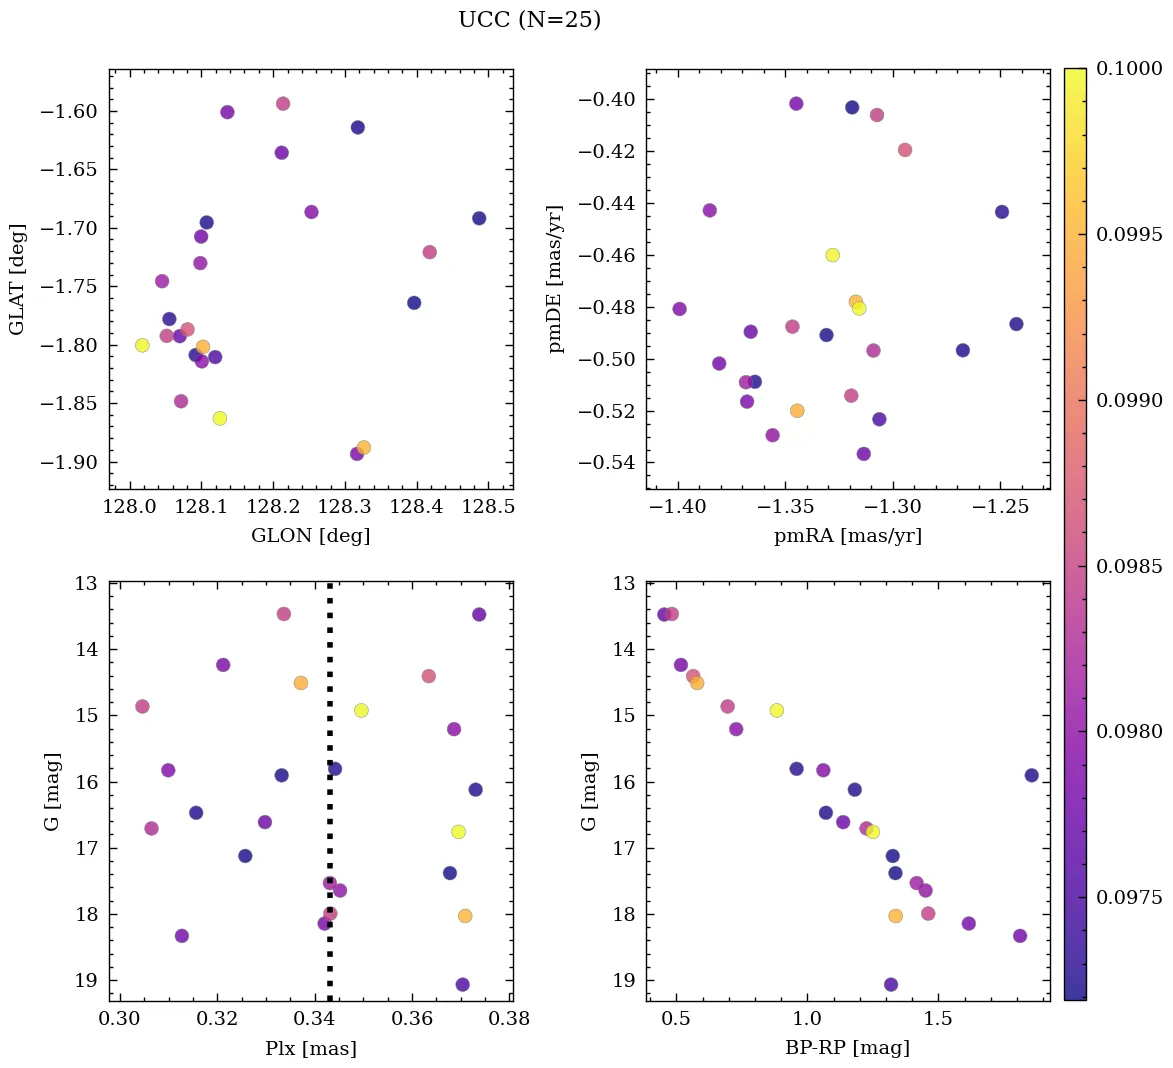 UCC (N=25)
−1.60
−1.65
−1.70
−1.75
−1.80
−1.85
−1.90
GLAT [deg]
128.0 128.1 128.2 128.3 128.4 128.5
GLON [deg]
−0.40
−0.42
−0.44
−0.46
−0.48
−0.50
−0.52
−0.54
pmDE [mas/yr]
−1.40 −1.35 −1.30 −1.25
pmRA [mas/yr]
13
14
15
16
17
18
19
G [mag]
0.30 0.32 0.34 0.36 0.38
Plx [mas]
13
14
15
16
17
18
19
G [mag]
0.5 1.0 1.5
BP-RP [mag]
0.1000
0.0995
0.0990
0.0985
0.0980
0.0975